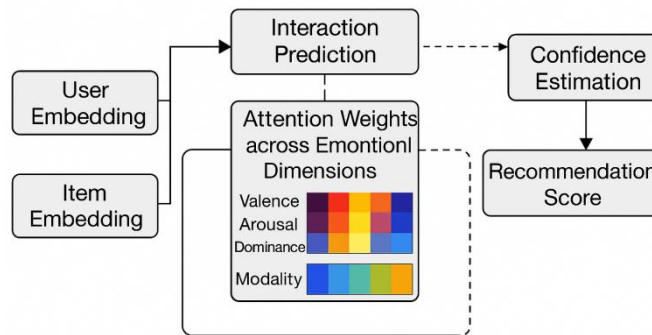 Interaction
Prediction
User
Embedding
Item
Embedding
Attention Weights
across Emontionl
Dimensions
Valence
Arousal
Dominance
Modality
Confidence
Estimation
Recommendation
Score